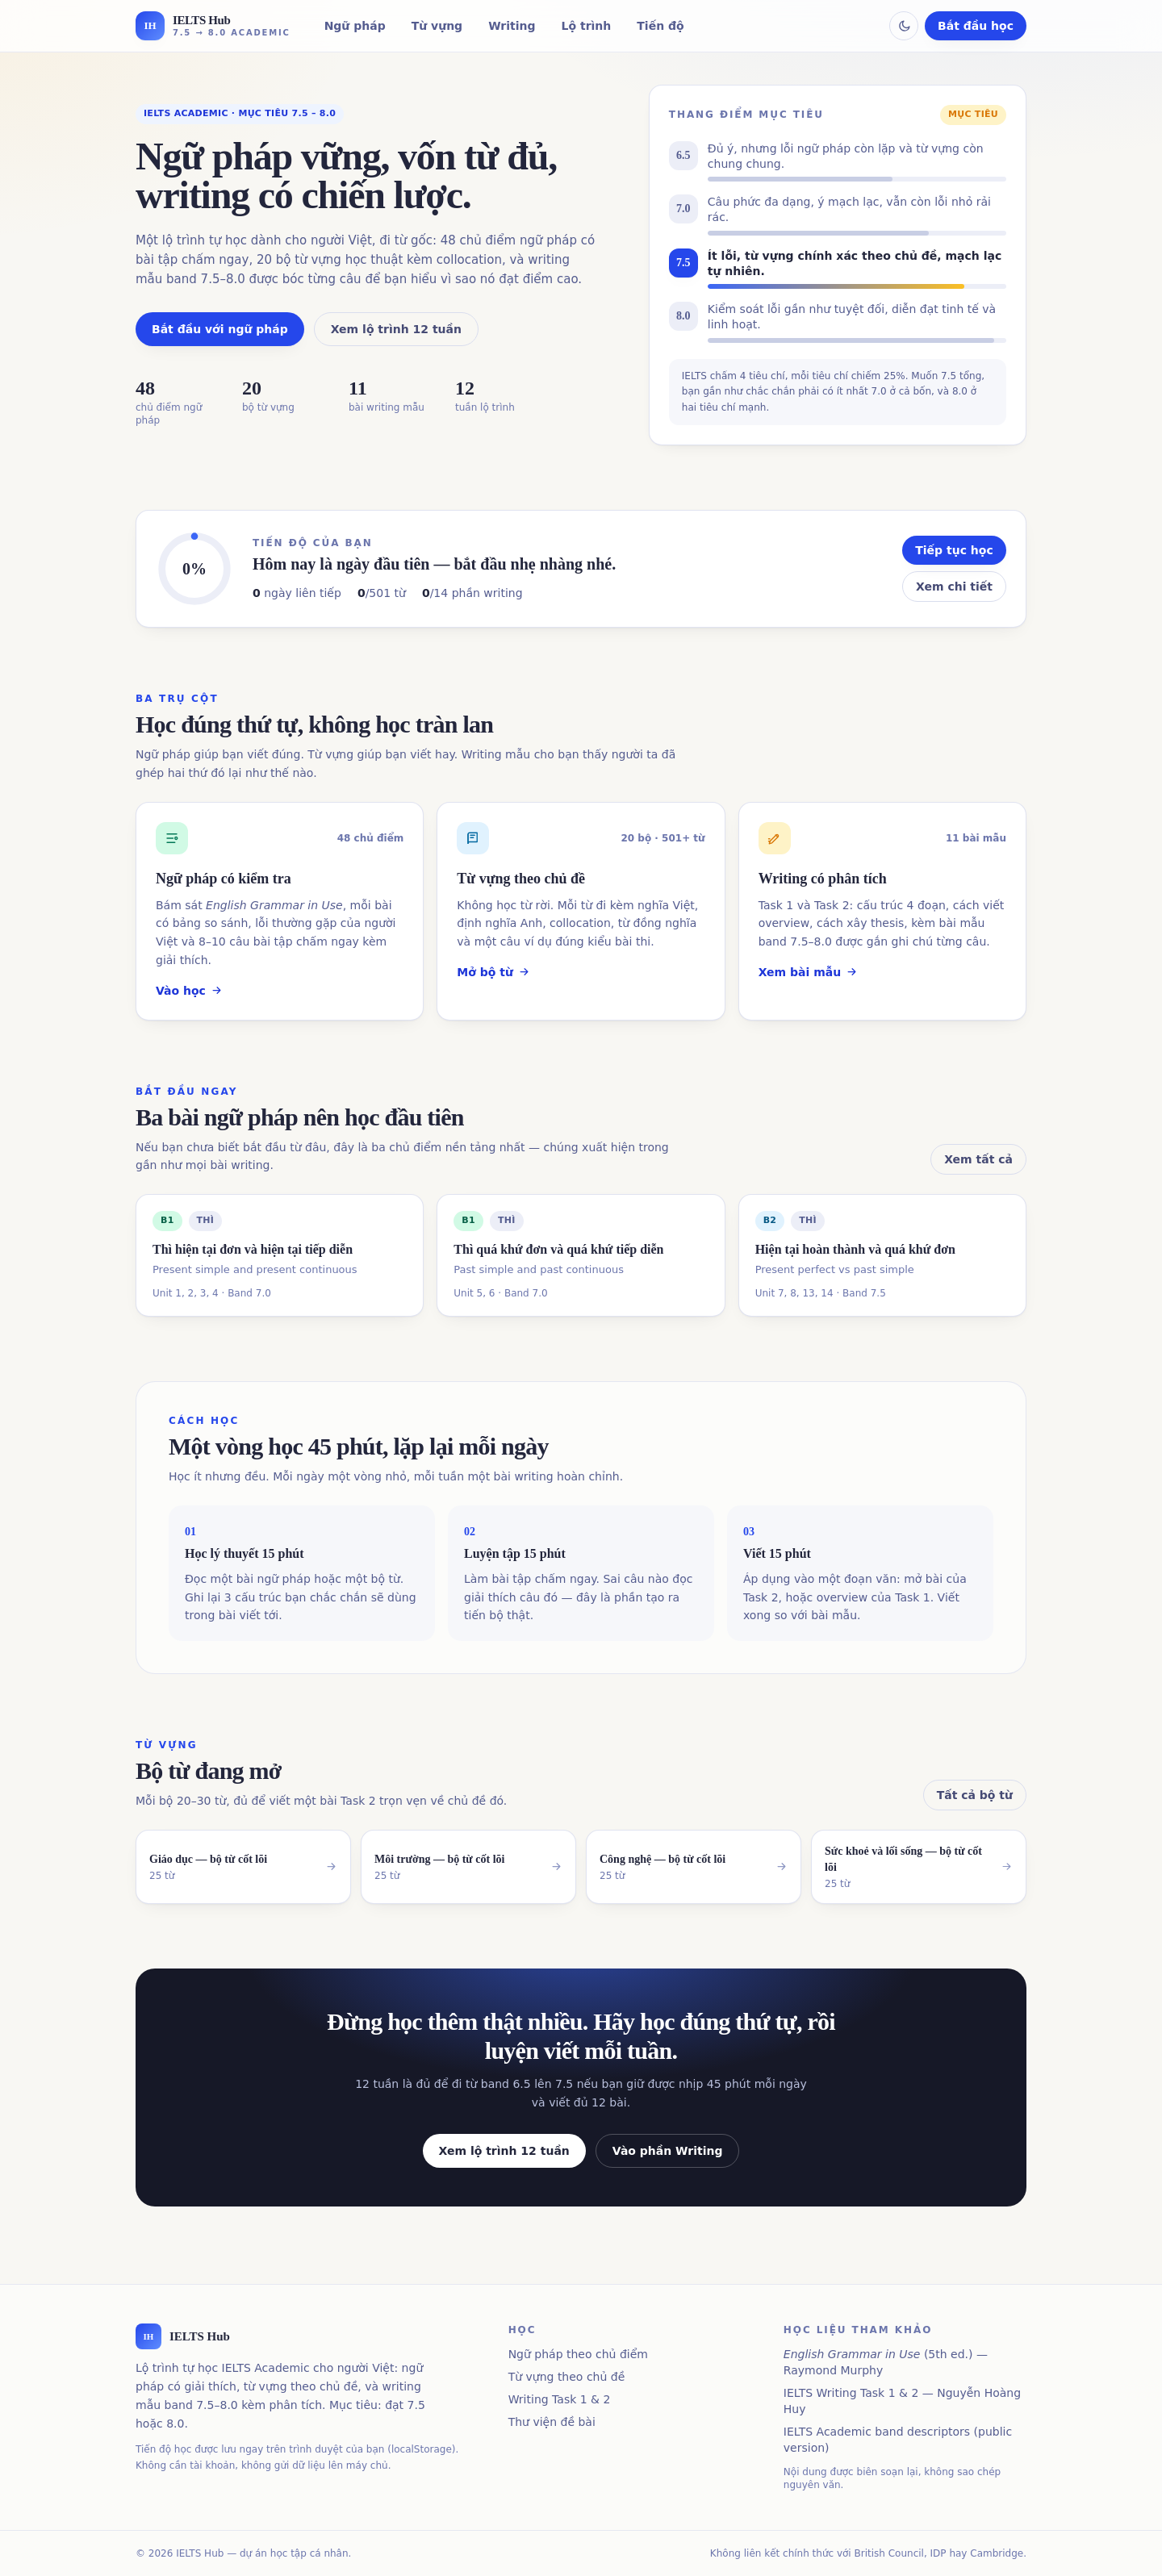 IH
IELTS Hub
7.5 → 8.0 ACADEMIC
Ngữ pháp
Từ vựng
Writing
Lộ trình
Tiến độ
Bắt đầu học
IELTS ACADEMIC · MỤC TIÊU 7.5 – 8.0
Ngữ pháp vững, vốn từ đủ,
writing có chiến lược.
Một lộ trình tự học dành cho người Việt, đi từ gốc: 48 chủ điểm ngữ pháp có
bài tập chấm ngay, 20 bộ từ vựng học thuật kèm collocation, và writing
mẫu band 7.5–8.0 được bóc từng câu để bạn hiểu vì sao nó đạt điểm cao.
Bắt đầu với ngữ pháp
Xem lộ trình 12 tuần
48
chủ điểm ngữ
pháp
20
bộ từ vựng
11
bài writing mẫu
12
tuần lộ trình
THANG ĐIỂM MỤC TIÊU
MỤC TIÊU
6.5
Đủ ý, nhưng lỗi ngữ pháp còn lặp và từ vựng còn
chung chung.
7.0
Câu phức đa dạng, ý mạch lạc, vẫn còn lỗi nhỏ rải
rác.
7.5
Ít lỗi, từ vựng chính xác theo chủ đề, mạch lạc
tự nhiên.
8.0
Kiểm soát lỗi gần như tuyệt đối, diễn đạt tinh tế và
linh hoạt.
IELTS chấm 4 tiêu chí, mỗi tiêu chí chiếm 25%. Muốn 7.5 tổng,
bạn gần như chắc chắn phải có ít nhất 7.0 ở cả bốn, và 8.0 ở
hai tiêu chí mạnh.
0%
TIẾN ĐỘ CỦA BẠN
Hôm nay là ngày đầu tiên — bắt đầu nhẹ nhàng nhé.
0 ngày liên tiếp
0/501 từ
0/14 phần writing
Tiếp tục học
Xem chi tiết
BA TRỤ CỘT
Học đúng thứ tự, không học tràn lan
Ngữ pháp giúp bạn viết đúng. Từ vựng giúp bạn viết hay. Writing mẫu cho bạn thấy người ta đã
ghép hai thứ đó lại như thế nào.
48 chủ điểm
Ngữ pháp có kiểm tra
Bám sát English Grammar in Use, mỗi bài
có bảng so sánh, lỗi thường gặp của người
Việt và 8–10 câu bài tập chấm ngay kèm
giải thích.
Vào học →
20 bộ · 501+ từ
Từ vựng theo chủ đề
Không học từ rời. Mỗi từ đi kèm nghĩa Việt,
định nghĩa Anh, collocation, từ đồng nghĩa
và một câu ví dụ đúng kiểu bài thi.
Mở bộ từ →
11 bài mẫu
Writing có phân tích
Task 1 và Task 2: cấu trúc 4 đoạn, cách viết
overview, cách xây thesis, kèm bài mẫu
band 7.5–8.0 được gắn ghi chú từng câu.
Xem bài mẫu →
BẮT ĐẦU NGAY
Ba bài ngữ pháp nên học đầu tiên
Nếu bạn chưa biết bắt đầu từ đâu, đây là ba chủ điểm nền tảng nhất — chúng xuất hiện trong
gần như mọi bài writing.
Xem tất cả
B1
THÌ
Thì hiện tại đơn và hiện tại tiếp diễn
Present simple and present continuous
Unit 1, 2, 3, 4 · Band 7.0
B1
THÌ
Thì quá khứ đơn và quá khứ tiếp diễn
Past simple and past continuous
Unit 5, 6 · Band 7.0
B2
THÌ
Hiện tại hoàn thành và quá khứ đơn
Present perfect vs past simple
Unit 7, 8, 13, 14 · Band 7.5
CÁCH HỌC
Một vòng học 45 phút, lặp lại mỗi ngày
Học ít nhưng đều. Mỗi ngày một vòng nhỏ, mỗi tuần một bài writing hoàn chỉnh.
01
Học lý thuyết 15 phút
Đọc một bài ngữ pháp hoặc một bộ từ.
Ghi lại 3 cấu trúc bạn chắc chắn sẽ dùng
trong bài viết tới.
02
Luyện tập 15 phút
Làm bài tập chấm ngay. Sai câu nào đọc
giải thích câu đó — đây là phần tạo ra
tiến bộ thật.
03
Viết 15 phút
Áp dụng vào một đoạn văn: mở bài của
Task 2, hoặc overview của Task 1. Viết
xong so với bài mẫu.
TỪ VỰNG
Bộ từ đang mở
Mỗi bộ 20–30 từ, đủ để viết một bài Task 2 trọn vẹn về chủ đề đó.
Tất cả bộ từ
Giáo dục — bộ từ cốt lõi
25 từ
→
Môi trường — bộ từ cốt lõi
25 từ
→
Công nghệ — bộ từ cốt lõi
25 từ
→
Sức khoẻ và lối sống — bộ từ cốt
lõi
25 từ
→
Đừng học thêm thật nhiều. Hãy học đúng thứ tự, rồi
luyện viết mỗi tuần.
12 tuần là đủ để đi từ band 6.5 lên 7.5 nếu bạn giữ được nhịp 45 phút mỗi ngày
và viết đủ 12 bài.
Xem lộ trình 12 tuần
Vào phần Writing
IH
IELTS Hub
Lộ trình tự học IELTS Academic cho người Việt: ngữ
pháp có giải thích, từ vựng theo chủ đề, và writing
mẫu band 7.5–8.0 kèm phân tích. Mục tiêu: đạt 7.5
hoặc 8.0.
Tiến độ học được lưu ngay trên trình duyệt của bạn (localStorage).
Không cần tài khoản, không gửi dữ liệu lên máy chủ.
HỌC
Ngữ pháp theo chủ điểm
Từ vựng theo chủ đề
Writing Task 1 & 2
Thư viện đề bài
HỌC LIỆU THAM KHẢO
English Grammar in Use (5th ed.) —
Raymond Murphy
IELTS Writing Task 1 & 2 — Nguyễn Hoàng
Huy
IELTS Academic band descriptors (public
version)
Nội dung được biên soạn lại, không sao chép
nguyên văn.
© 2026 IELTS Hub — dự án học tập cá nhân.
Không liên kết chính thức với British Council, IDP hay Cambridge.